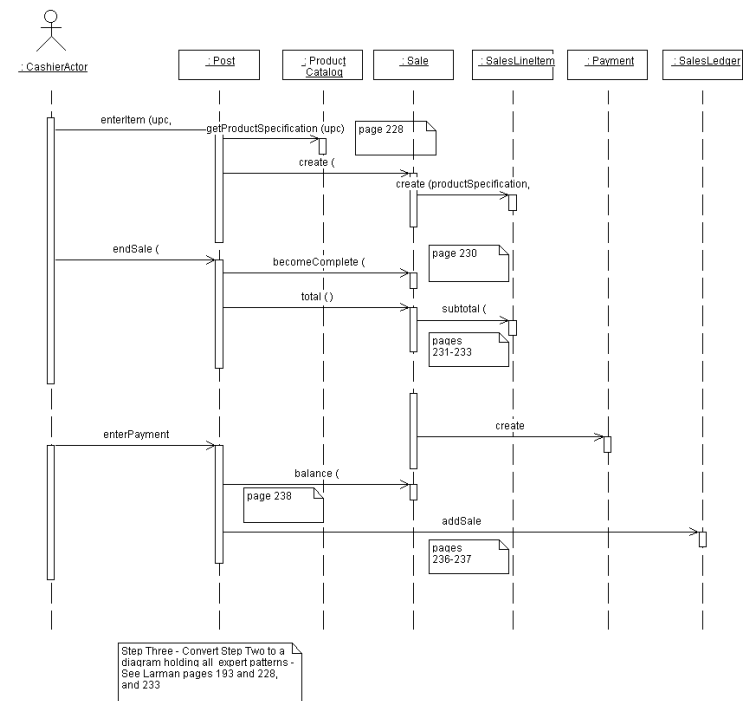 : CashierActor
: Post
: Product
Catalog
: Sale
: SalesLineItem
: Payment
: SalesLedger
enterItem (upc,
getProductSpecification (upc)
page 228
create (
create (productSpecification,
endSale (
becomeComplete (
page 230
total ()
subtotal (
pages
231-233
enterPayment
create
balance (
page 238
addSale
pages
236-237
Step Three - Convert Step Two to a
diagram holding all expert patterns -
See Larman pages 193 and 228,
and 233